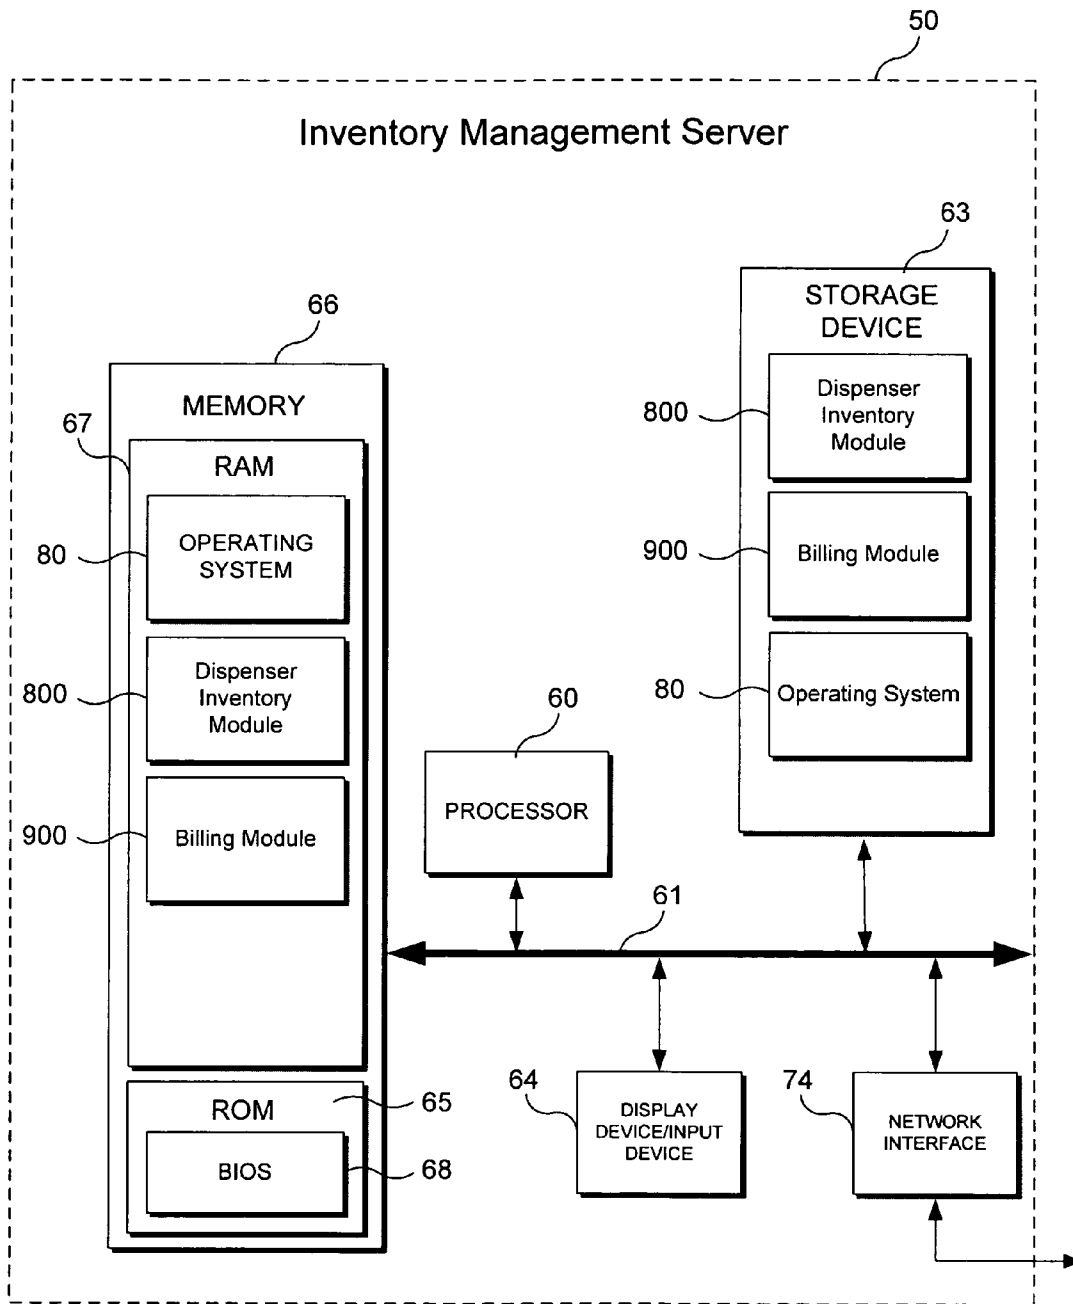 50
Inventory Management Server
63
STORAGE
DEVICE
800
Dispenser
Inventory
Module
900
Billing Module
80
Operating System
66
MEMORY
67
RAM
80
OPERATING
SYSTEM
800
Dispenser
Inventory
Module
900
Billing Module
60
PROCESSOR
61
ROM
65
BIOS
68
64
DISPLAY
DEVICE/INPUT
DEVICE
74
NETWORK
INTERFACE